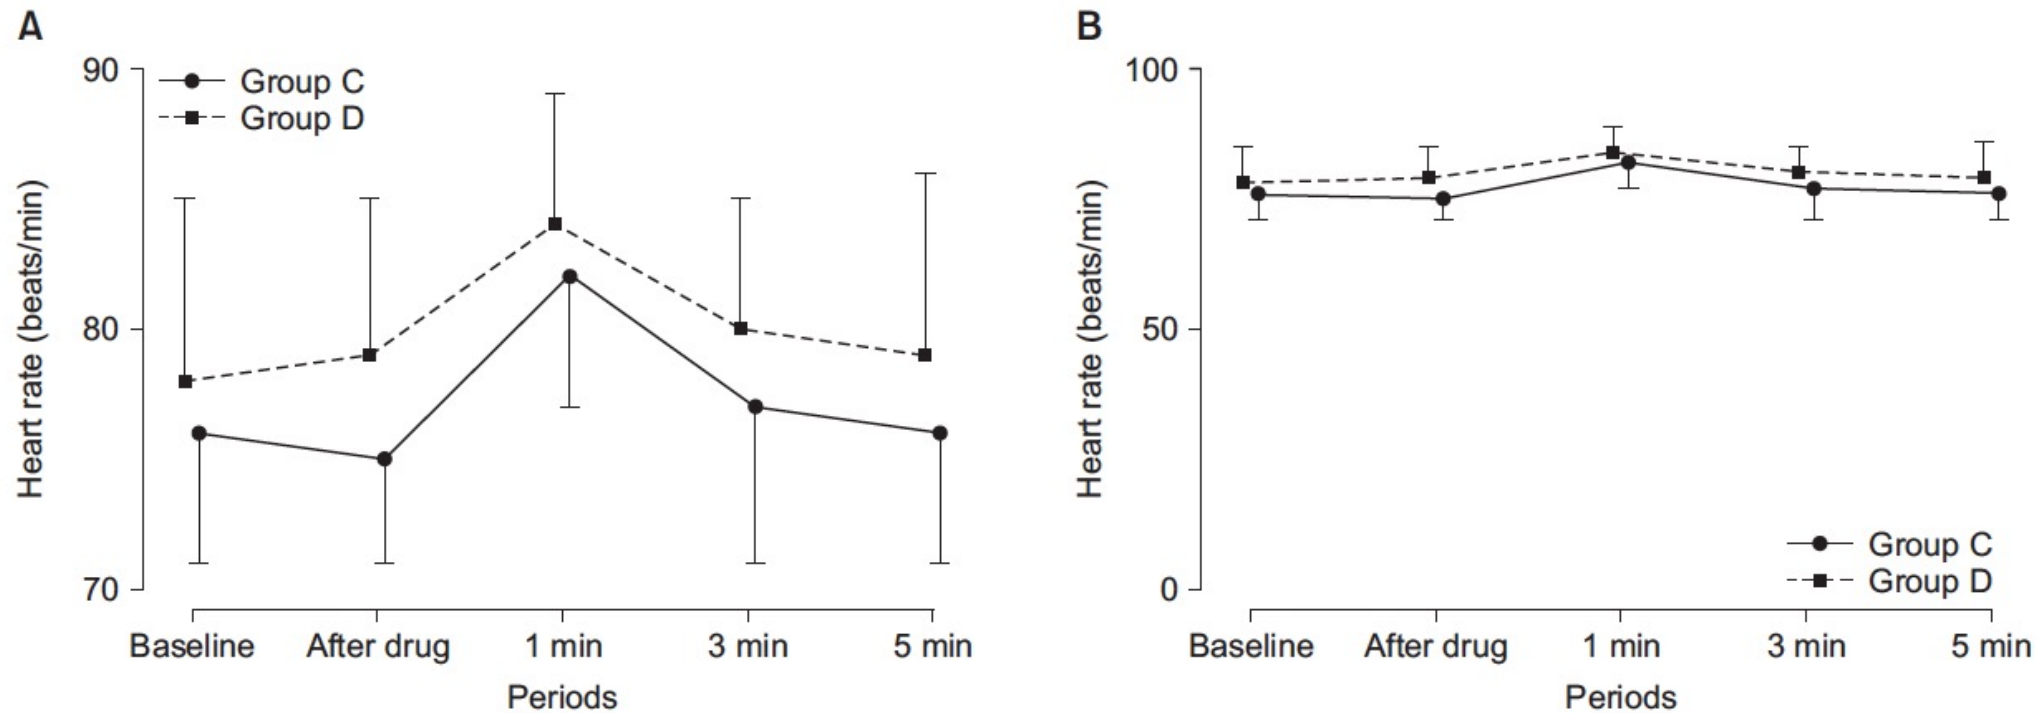 A
90
80
70
Heart rate (beats/min)
Group C
Group D
Baseline
After drug
1 min
3 min
5 min
Periods
B
100
50
0
Heart rate (beats/min)
Group C
Group D
Baseline
After drug
1 min
3 min
5 min
Periods